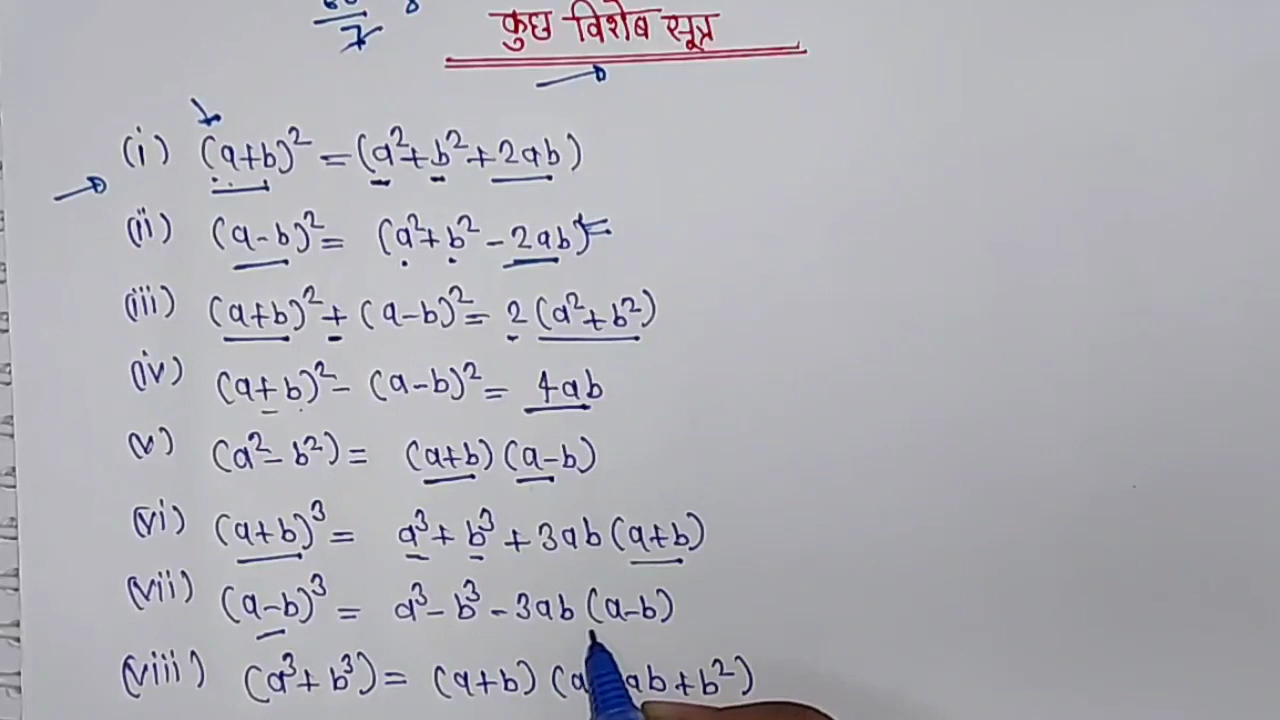 7
कुछ विशेष सूत्र
(i) (a+b)² = (a²+b²+2ab)
(ii) (a-b)² = (a²+b²-2ab)
(iii) (a+b)² + (a-b)² = 2(a²+b²)
(iv) (a+b)² - (a-b)² = 4ab
(v) (a²-b²) = (a+b)(a-b)
(vi) (a+b)³ = a³+b³+3ab(a+b)
(vii) (a-b)³ = a³-b³-3ab(a-b)
(viii) (a³+b³) = (a+b)(a ab+b²)